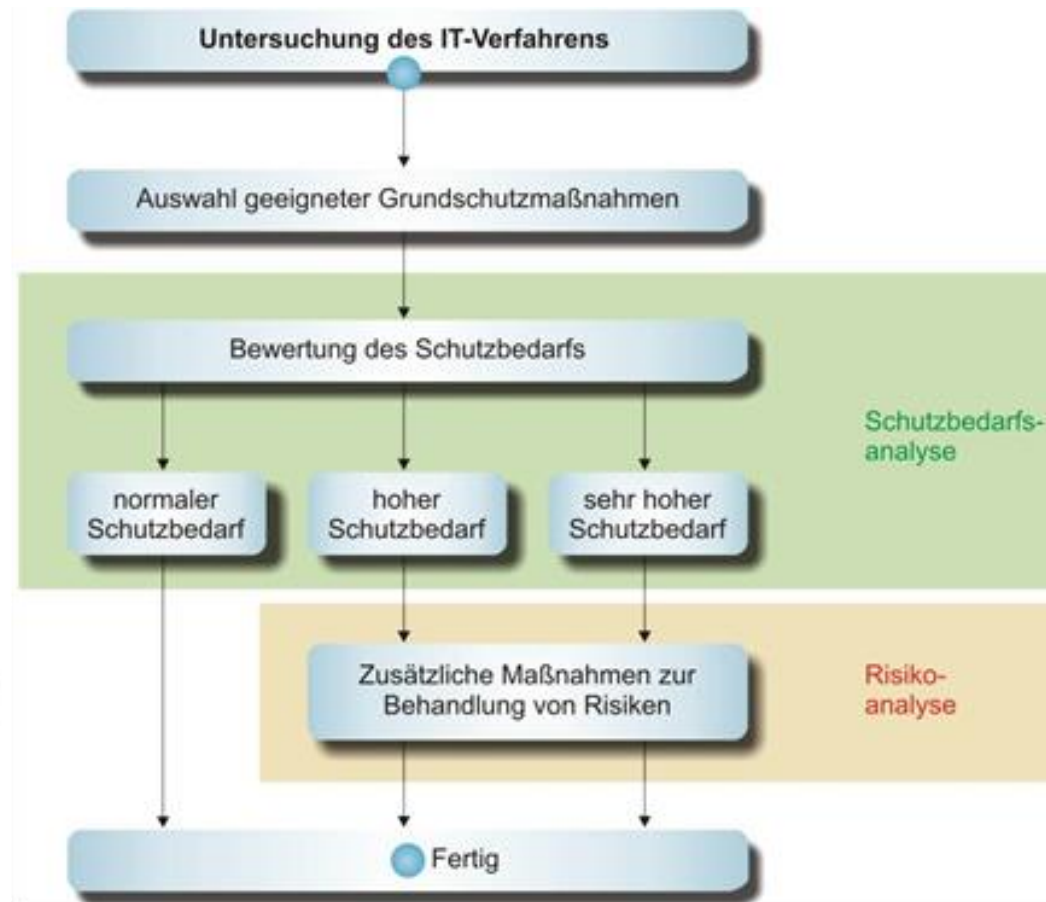 Untersuchung des IT-Verfahrens
Auswahl geeigneter Grundschutzmaßnahmen
Bewertung des Schutzbedarfs
Schutzbedarfs-
analyse
normaler
Schutzbedarf
hoher
Schutzbedarf
sehr hoher
Schutzbedarf
Zusätzliche Maßnahmen zur
Behandlung von Risiken
Risiko-
analyse
Fertig